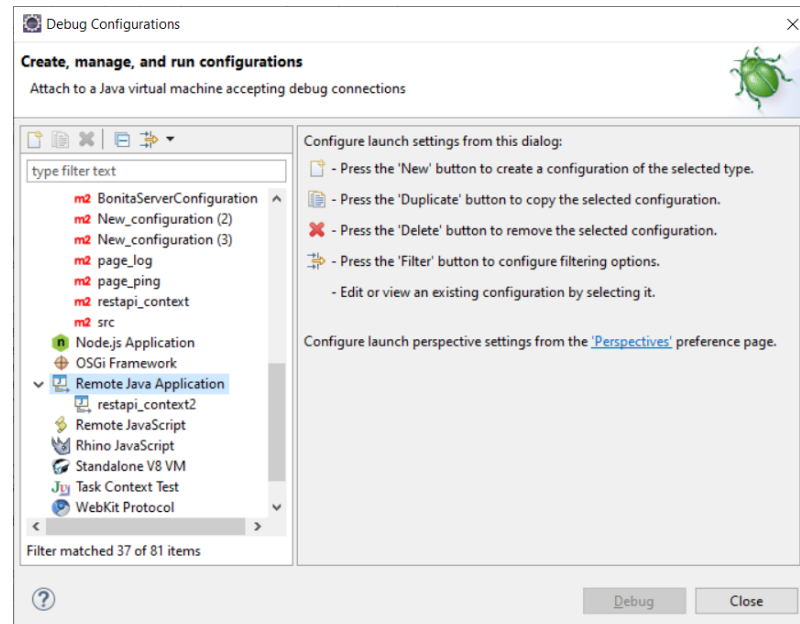 Debug Configurations
Create, manage, and run configurations
Attach to a Java virtual machine accepting debug connections
type filter text
m2 BonitaServerConfiguration
m2 New_configuration (2)
m2 New_configuration (3)
m2 page_log
m2 page_ping
m2 restapi_context
m2 src
n Node.js Application
OSGi Framework
J Remote Java Application
J restapi_context2
Remote JavaScript
Rhino JavaScript
Standalone V8 VM
Ju Task Context Test
WebKit Protocol
Filter matched 37 of 81 items
Configure launch settings from this dialog:
- Press the 'New' button to create a configuration of the selected type.
- Press the 'Duplicate' button to copy the selected configuration.
- Press the 'Delete' button to remove the selected configuration.
- Press the 'Filter' button to configure filtering options.
- Edit or view an existing configuration by selecting it.
Configure launch perspective settings from the 'Perspectives' preference page.
?
Debug
Close